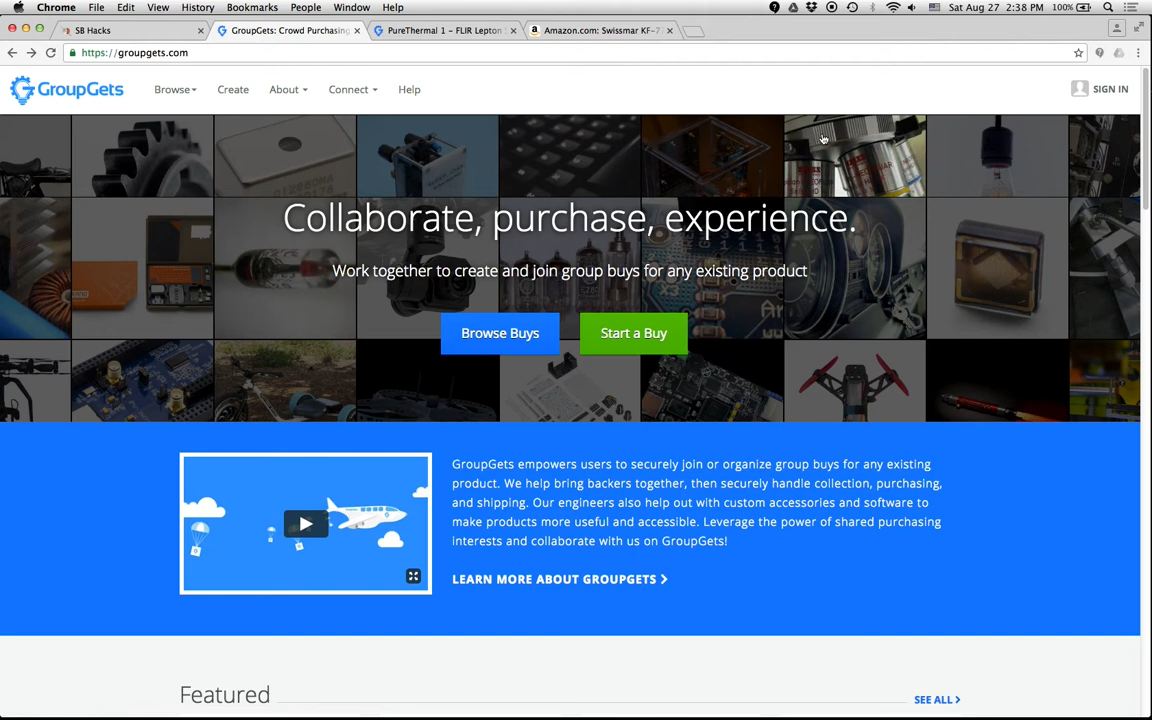 Chrome File Edit View History Bookmarks People Window Help Sat Aug 27 2:38 PM 100%
SB Hacks
GroupGets: Crowd Purchasing
PureThermal 1 – FLIR Lepton
Amazon.com: Swissmar KF-7
https://groupgets.com
GroupGets Browse Create About Connect Help SIGN IN
Collaborate, purchase, experience.
Work together to create and join group buys for any existing product
Browse Buys Start a Buy
GroupGets empowers users to securely join or organize group buys for any existing
product. We help bring backers together, then securely handle collection, purchasing,
and shipping. Our engineers also help out with custom accessories and software to
make products more useful and accessible. Leverage the power of shared purchasing
interests and collaborate with us on GroupGets!
LEARN MORE ABOUT GROUPGETS
Featured SEE ALL